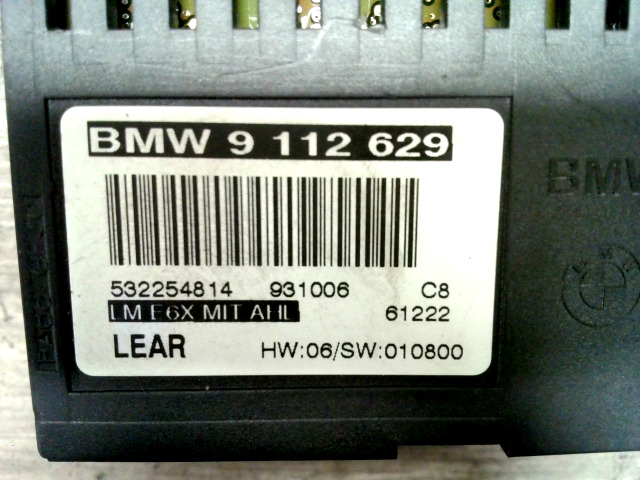 BMW 9 112 629
532254814 931006 C8
LM E6X MIT AHL 61222
LEAR HW:06/SW:010800
BMW